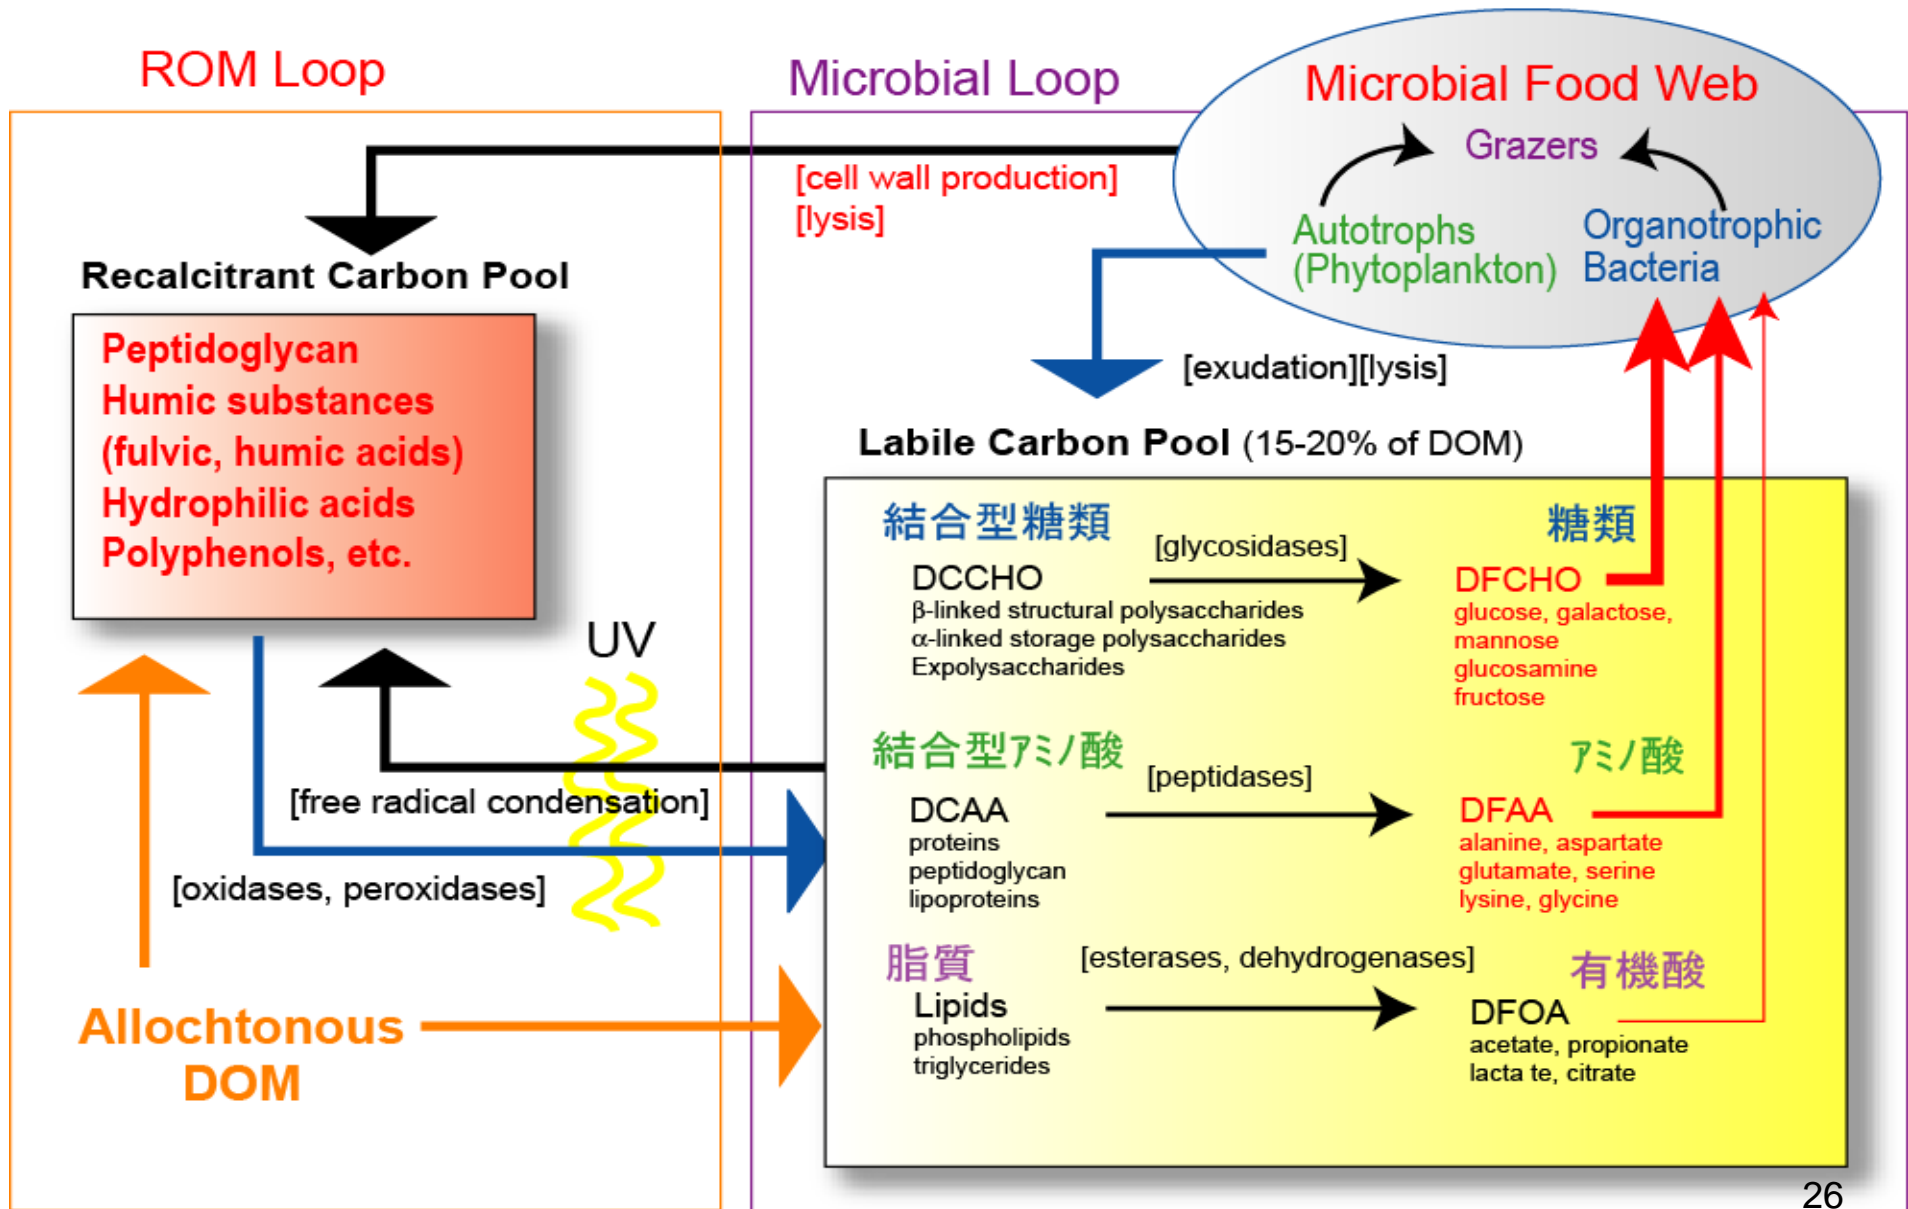 ROM Loop
Microbial Loop
Microbial Food Web
Grazers
Autotrophs
(Phytoplankton)
Organotrophic
Bacteria
[cell wall production]
[lysis]
Recalcitrant Carbon Pool
Peptidoglycan
Humic substances
(fulvic, humic acids)
Hydrophilic acids
Polyphenols, etc.
[exudation][lysis]
Labile Carbon Pool (15-20% of DOM)
結合型糖類
[glycosidases]
糖類
DCCHO
β-linked structural polysaccharides
α-linked storage polysaccharides
Expolysaccharides
DFCHO
glucose, galactose,
mannose
glucosamine
fructose
UV
[free radical condensation]
[oxidases, peroxidases]
結合型ｱﾐﾉ酸
[peptidases]
ｱﾐﾉ酸
DCAA
proteins
peptidoglycan
lipoproteins
DFAA
alanine, aspartate
glutamate, serine
lysine, glycine
脂質
[esterases, dehydrogenases]
有機酸
Lipids
phospholipids
triglycerides
DFOA
acetate, propionate
lacta te, citrate
Allochtonous
DOM
26